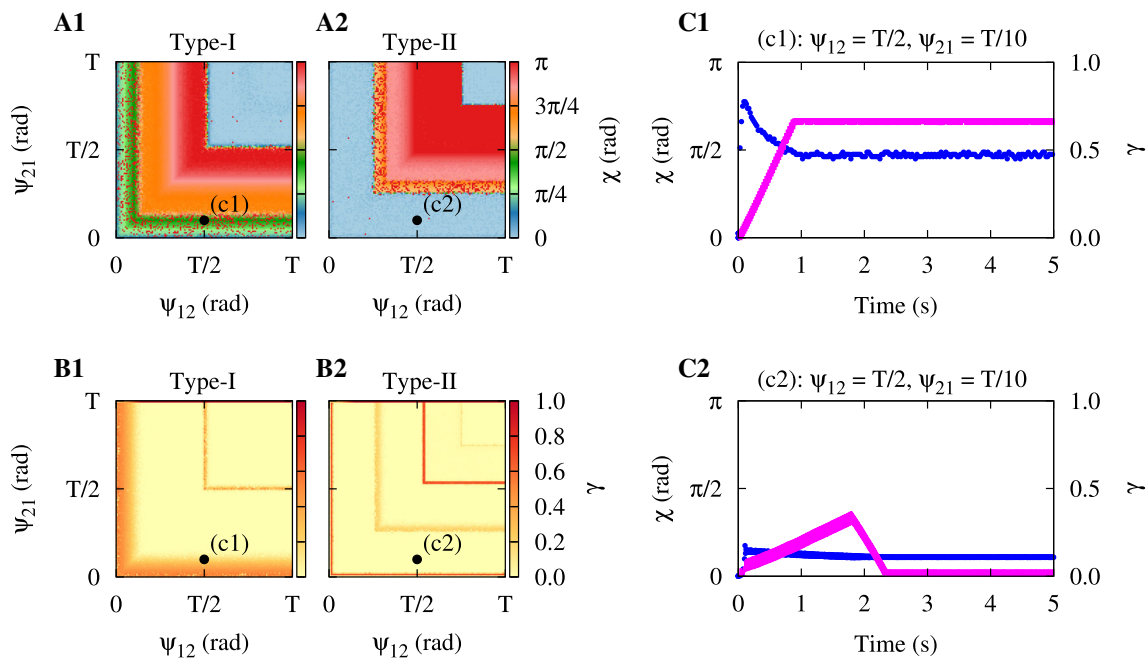 A1
Type-I
T
T/2
0
ψ21 (rad)
(c1)
0
T/2
T
ψ12 (rad)
A2
Type-II
π
3π/4
π/2
π/4
0
χ (rad)
(c2)
0
T/2
T
ψ12 (rad)
C1
(c1): ψ12 = T/2, ψ21 = T/10
π
π/2
0
χ (rad)
1.0
0.5
0.0
γ
0
1
2
3
4
5
Time (s)
B1
Type-I
T
T/2
0
ψ21 (rad)
(c1)
0
T/2
T
ψ12 (rad)
B2
Type-II
1.0
0.8
0.6
0.4
0.2
0.0
γ
(c2)
0
T/2
T
ψ12 (rad)
C2
(c2): ψ12 = T/2, ψ21 = T/10
π
π/2
0
χ (rad)
1.0
0.5
0.0
γ
0
1
2
3
4
5
Time (s)